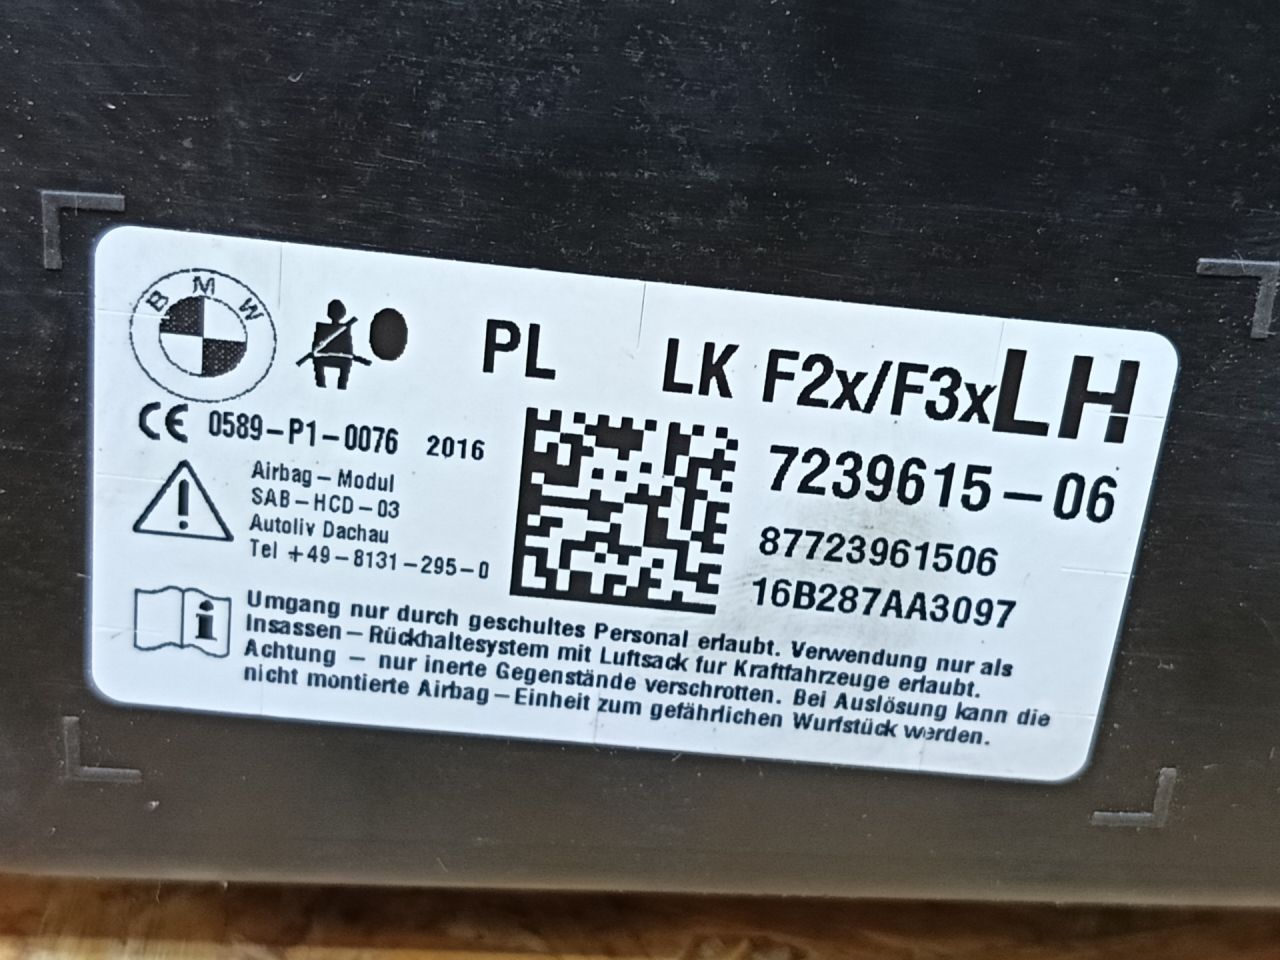 BMW
PL LK F2x/F3x LH
CE 0589-P1-0076 2016
7239615-06
Airbag-Modul
SAB-HCD-03
Autoliv Dachau
Tel +49-8131-295-0
87723961506
16B287AA3097
Umgang nur durch geschultes Personal erlaubt. Verwendung nur als
Insassen-Rückhaltesystem mit Luftsack fur Kraftfahrzeuge erlaubt.
Achtung - nur inerte Gegenstände verschrotten. Bei Auslösung kann die
nicht montierte Airbag-Einheit zum gefährlichen Wurfstück werden.